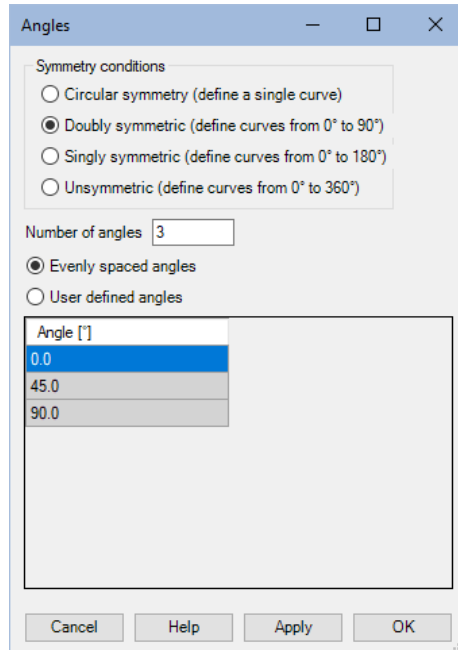 Angles
Symmetry conditions
Circular symmetry (define a single curve)
Doubly symmetric (define curves from 0° to 90°)
Singly symmetric (define curves from 0° to 180°)
Unsymmetric (define curves from 0° to 360°)
Number of angles 3
Evenly spaced angles
User defined angles
Angle [°]
0.0
45.0
90.0
Cancel Help Apply OK